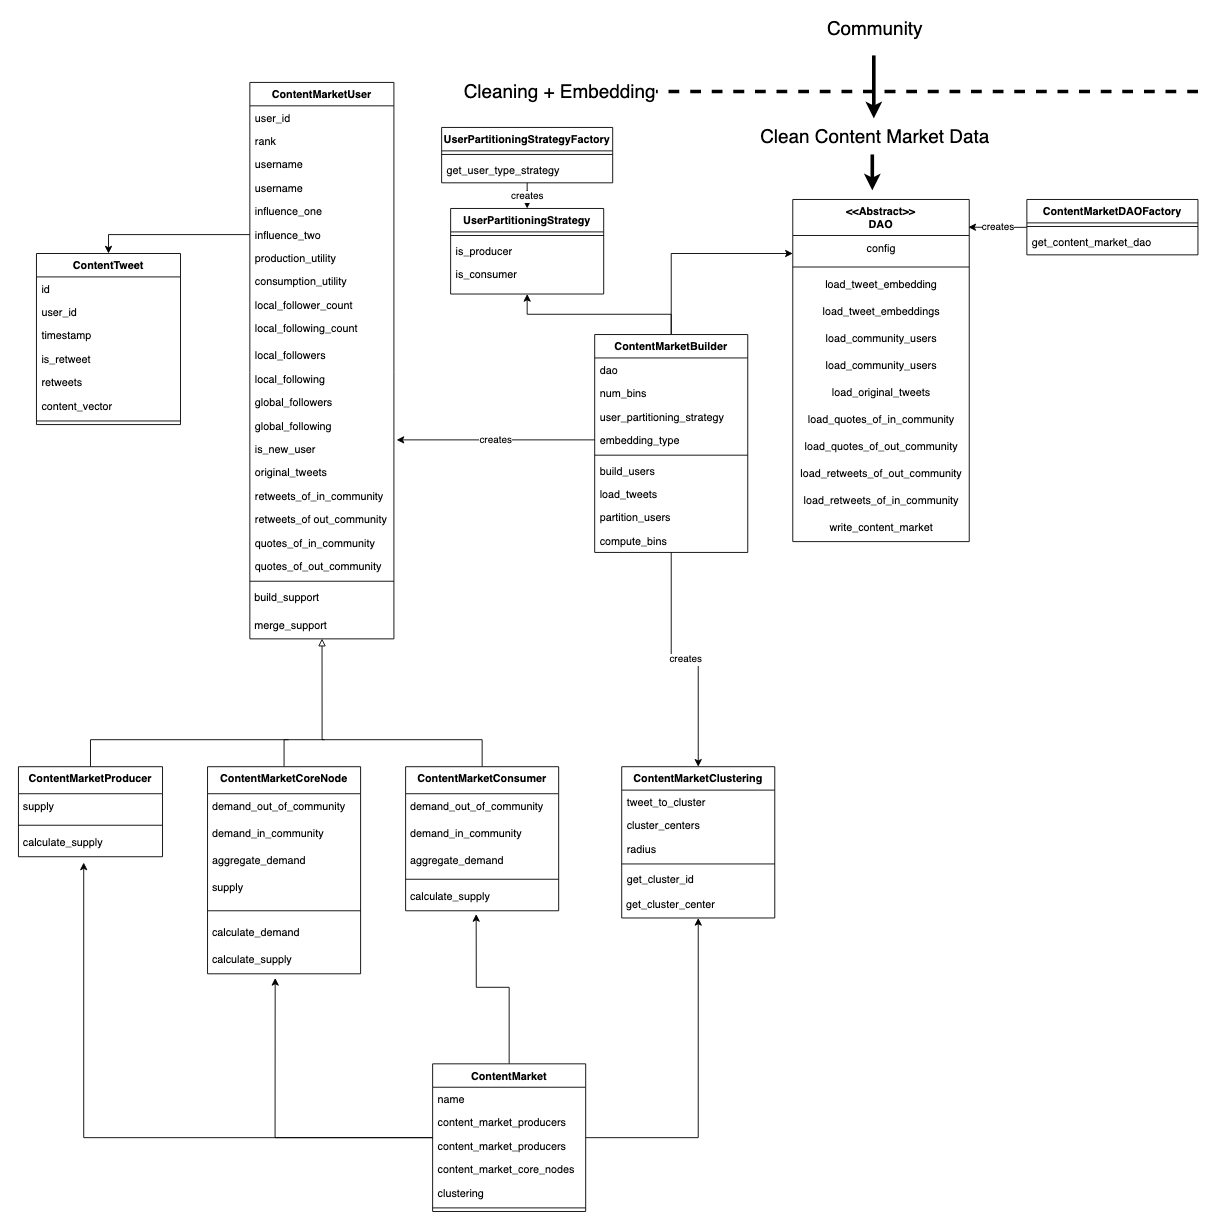 Community
Cleaning + Embedding
Clean Content Market Data
ContentMarketUser
user_id
rank
username
username
influence_one
influence_two
production_utility
consumption_utility
local_follower_count
local_following_count
local_followers
local_following
global_followers
global_following
is_new_user
original_tweets
retweets_of_in_community
retweets_of out_community
quotes_of_in_community
quotes_of_out_community
build_support
merge_support
ContentTweet
id
user_id
timestamp
is_retweet
retweets
content_vector
UserPartitioningStrategyFactory
get_user_type_strategy
creates
UserPartitioningStrategy
is_producer
is_consumer
<<Abstract>>
DAO
config
load_tweet_embedding
load_tweet_embeddings
load_community_users
load_community_users
load_original_tweets
load_quotes_of_in_community
load_quotes_of_out_community
load_retweets_of_out_community
load_retweets_of_in_community
write_content_market
creates
ContentMarketDAOFactory
get_content_market_dao
ContentMarketBuilder
dao
num_bins
user_partitioning_strategy
embedding_type
build_users
load_tweets
partition_users
compute_bins
creates
creates
ContentMarketProducer
supply
calculate_supply
ContentMarketCoreNode
demand_out_of_community
demand_in_community
aggregate_demand
supply
calculate_demand
calculate_supply
ContentMarketConsumer
demand_out_of_community
demand_in_community
aggregate_demand
calculate_supply
ContentMarketClustering
tweet_to_cluster
cluster_centers
radius
get_cluster_id
get_cluster_center
ContentMarket
name
content_market_producers
content_market_producers
content_market_core_nodes
clustering